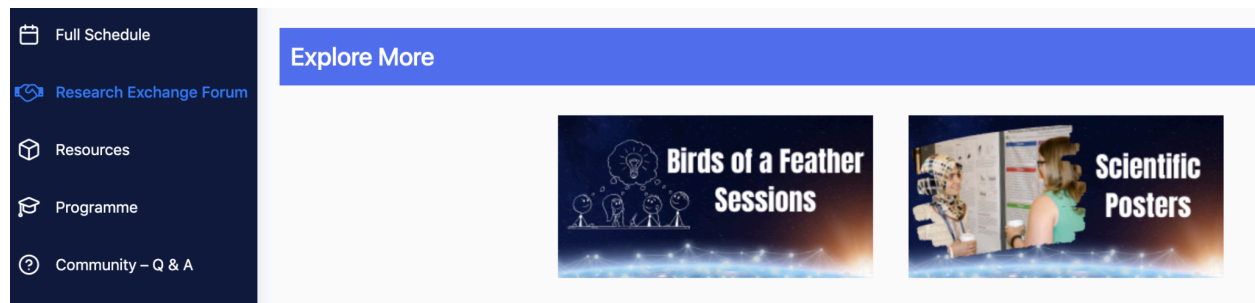 Full Schedule
Research Exchange Forum
Resources
Programme
Community – Q & A
Explore More
Birds of a Feather
Sessions
Scientific
Posters